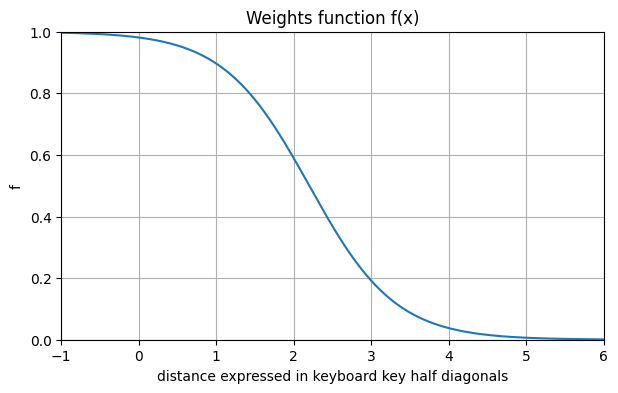 Weights function f(x)
1.0
0.8
0.6
f
0.4
0.2
0.0
−1 0 1 2 3 4 5 6
distance expressed in keyboard key half diagonals